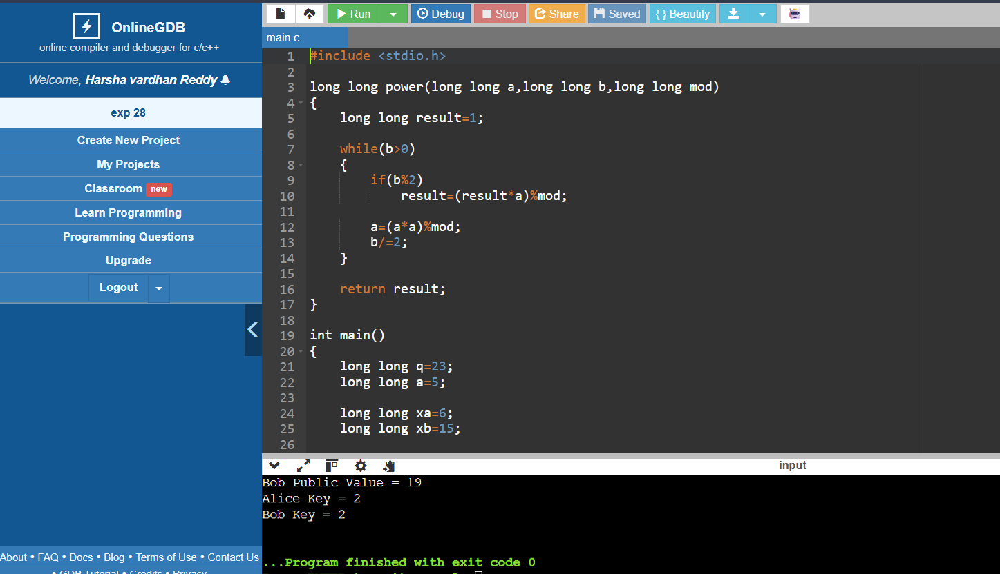 OnlineGDB
online compiler and debugger for c/c++
Welcome, Harsha vardhan Reddy
exp 28
Create New Project
My Projects
Classroom new
Learn Programming
Programming Questions
Upgrade
Logout
About • FAQ • Docs • Blog • Terms of Use • Contact Us
• GDB Tutorial • Credits • Privacy
Run Debug Stop Share Saved { } Beautify
main.c
1 #include <stdio.h>
2
3 long long power(long long a,long long b,long long mod)
4 {
5     long long result=1;
6
7     while(b>0)
8     {
9         if(b%2)
10             result=(result*a)%mod;
11
12         a=(a*a)%mod;
13         b/=2;
14     }
15
16     return result;
17 }
18
19 int main()
20 {
21     long long q=23;
22     long long a=5;
23
24     long long xa=6;
25     long long xb=15;
26
input
Bob Public Value = 19
Alice Key = 2
Bob Key = 2
...Program finished with exit code 0